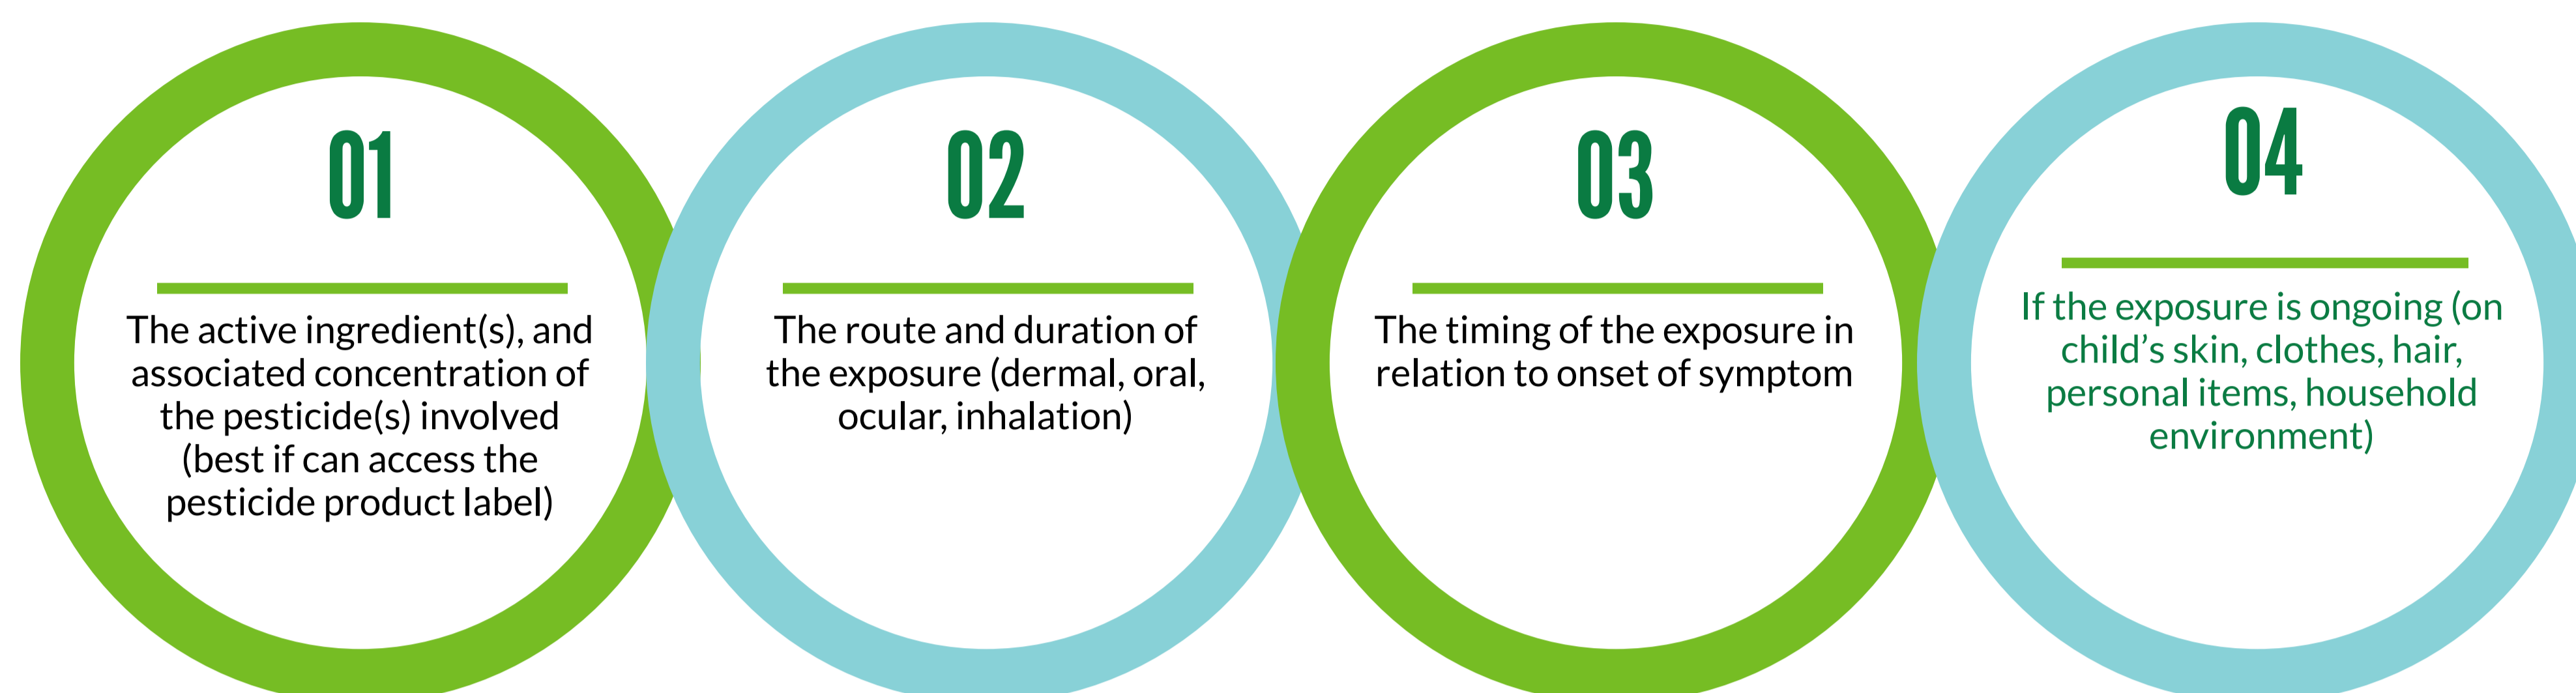 01
The active ingredient(s), and
associated concentration of
the pesticide(s) involved
(best if can access the
pesticide product label)
02
The route and duration of
the exposure (dermal, oral,
ocular, inhalation)
03
The timing of the exposure in
relation to onset of symptom
04
If the exposure is ongoing (on
child’s skin, clothes, hair,
personal items, household
environment)